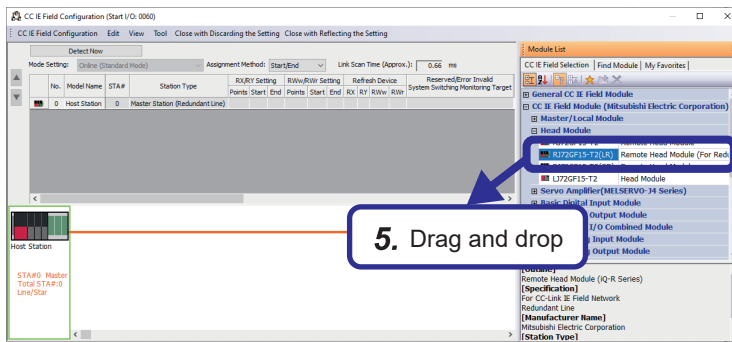 CC IE Field Configuration (Start I/O: 0060)
CC IE Field Configuration Edit View Tool Close with Discarding the Setting Close with Reflecting the Setting
Detect Now
Mode Setting: Online (Standard Mode) Assignment Method: Start/End Link Scan Time (Approx.): 0.66 ms
No. Model Name STA# Station Type RX/RY Setting RWw/RWr Setting Refresh Device Reserved/Error Invalid System Switching Monitoring Target
Points Start End Points Start End RX RY RWw RWr
0 Host Station 0 Master Station (Redundant Line)
Host Station
STA#0 Master
Total STA#:0
Line/Star
5. Drag and drop
Module List
CC IE Field Selection Find Module My Favorites
General CC IE Field Module
CC IE Field Module (Mitsubishi Electric Corporation)
Master/Local Module
Head Module
RJ72GF15-T2(LR) Remote Head Module (For Redu
LJ72GF15-T2 Head Module
Servo Amplifier(MELSERVO-J4 Series)
Basic Digital Input Module
Output Module
I/O Combined Module
Input Module
Output Module
[Outline]
Remote Head Module (iQ-R Series)
[Specification]
For CC-Link IE Field Network
Redundant Line
[Manufacturer Name]
Mitsubishi Electric Corporation
[Station Type]